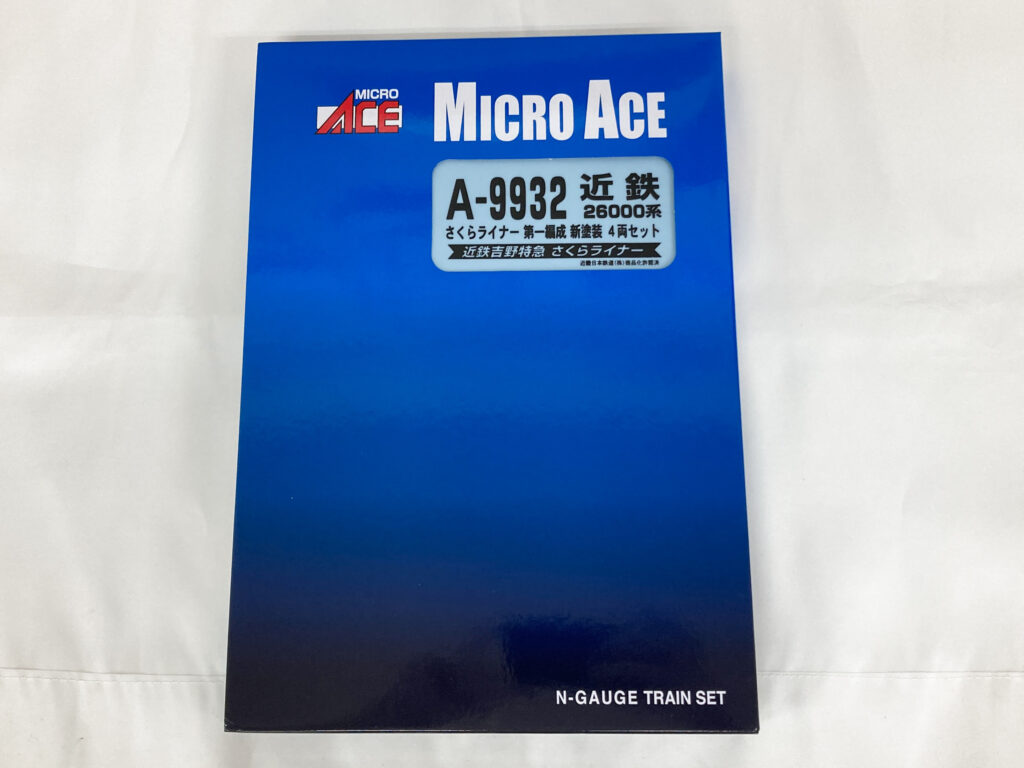 MICRO
ACE
MICRO ACE
A-9932 近鉄
26000系
さくらライナー 第一編成 新塗装 4両セット
近鉄吉野特急 さくらライナー
近畿日本鉄道(株)商品化許諾済
N-GAUGE TRAIN SET